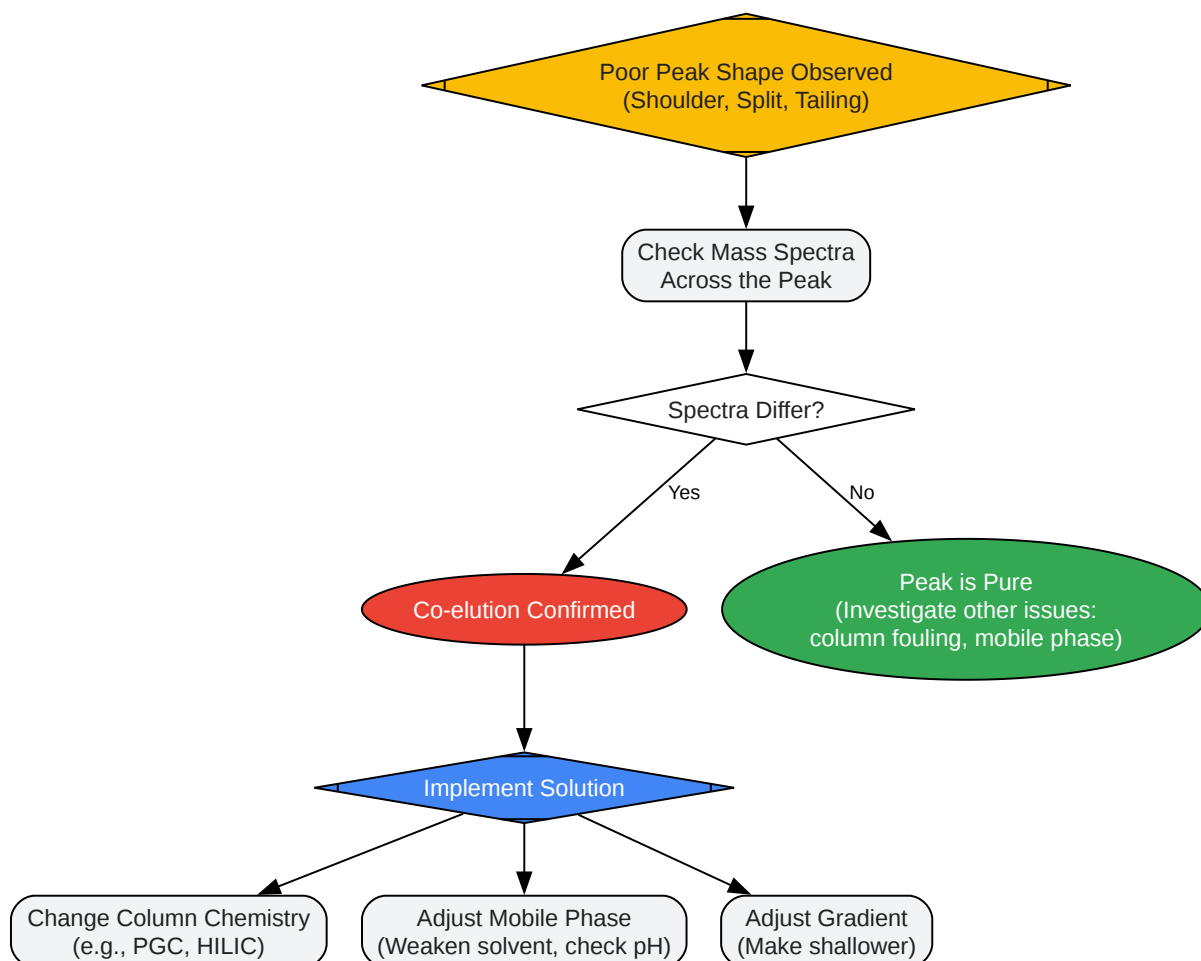 Poor Peak Shape Observed
(Shoulder, Split, Tailing)
Check Mass Spectra
Across the Peak
Spectra Differ?
Yes
No
Co-elution Confirmed
Peak is Pure
(Investigate other issues:
column fouling, mobile phase)
Implement Solution
Change Column Chemistry
(e.g., PGC, HILIC)
Adjust Mobile Phase
(Weaken solvent, check pH)
Adjust Gradient
(Make shallower)